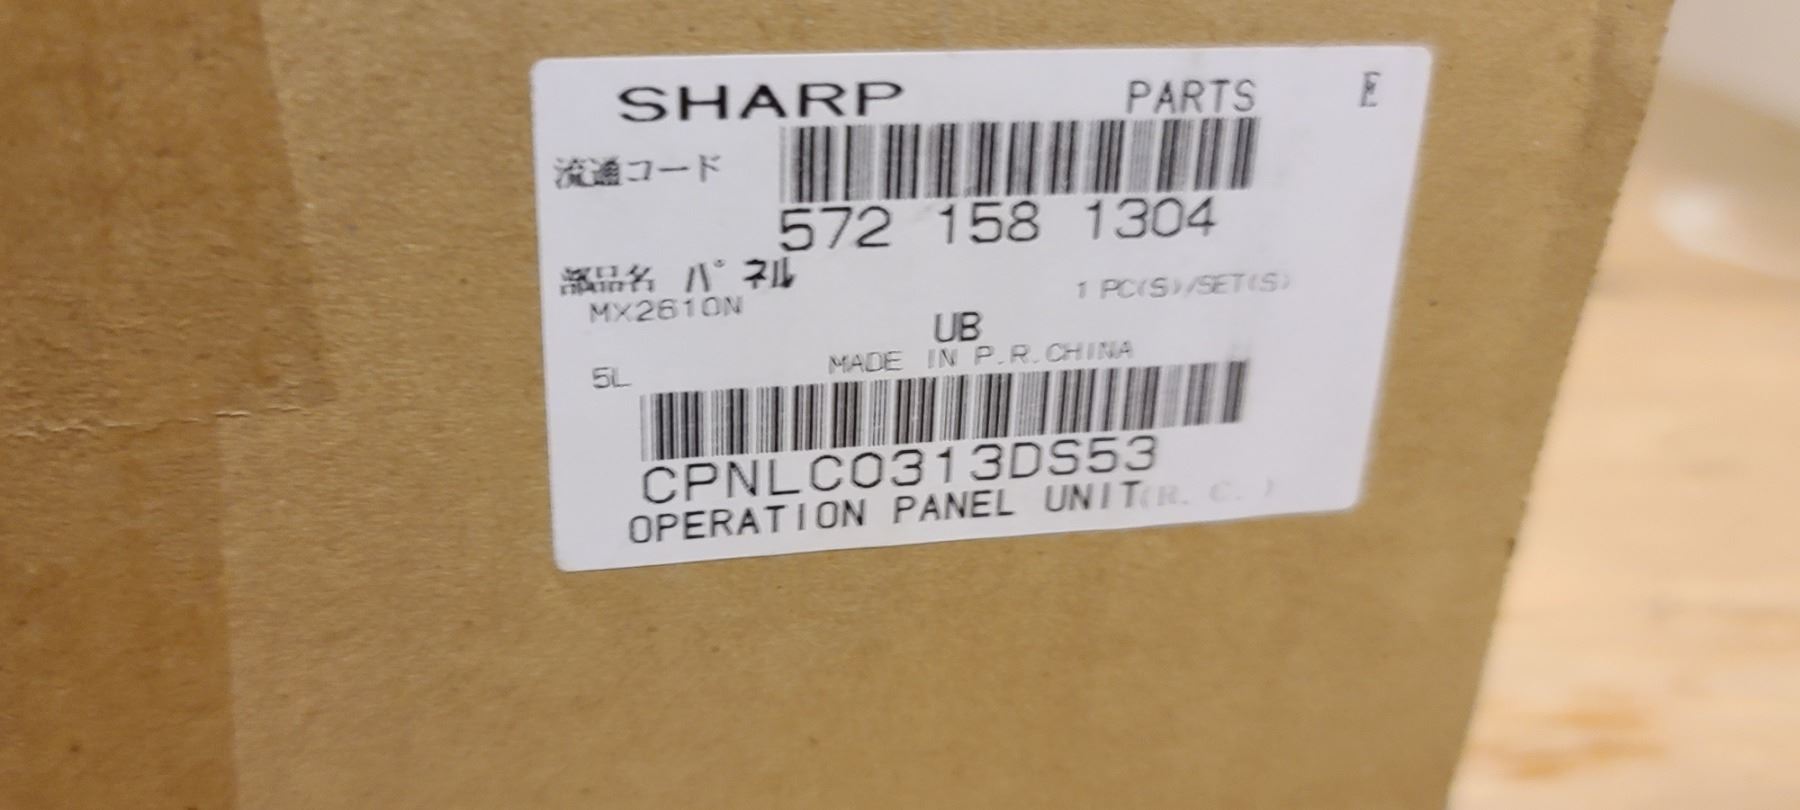 SHARP PARTS E
流通コード
572 158 1304
部品名 パネル
MX2610N 1 PC(S)/SET(S)
UB
5L MADE IN P.R.CHINA
CPNLC0313DS53
OPERATION PANEL UNIT(R. C. )